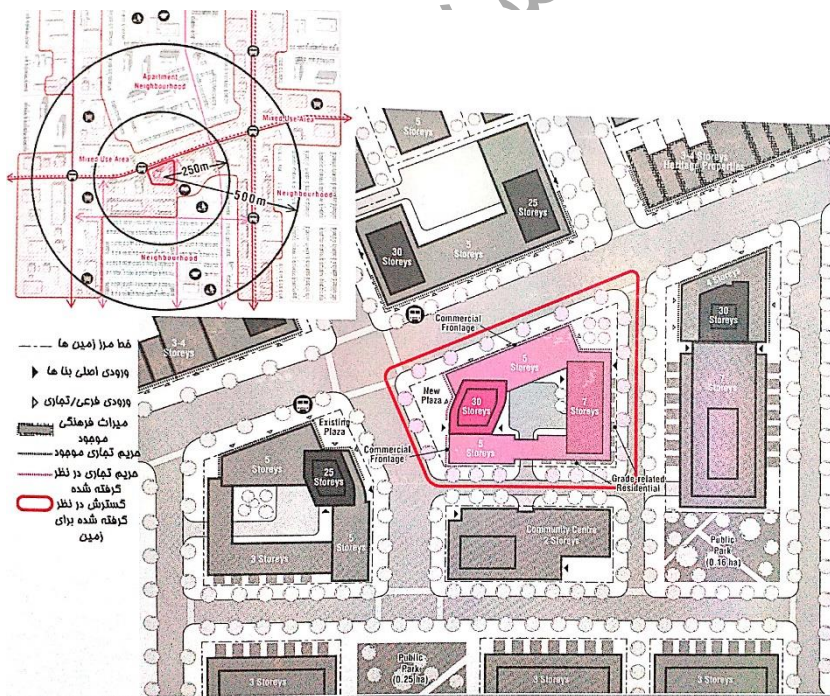 Apartment
Neighbourhood
Mixed Use Area
Mixed Use Area
250m
500m
Neighbourhood
Neighbourhood
5
Storeys
4 Storeys
Heritage Properties
25
Storeys
30
Storeys
5
Storeys
3-4
Storeys
Commercial
Frontage
4 Storeys
30
Storeys
5
Storeys
New
Plaza
30
Storeys
7
Storeys
5
Storeys
Commercial
Frontage
Grade related
Residential
Existing
Plaza
5
Storeys
25
Storeys
5
Storeys
3 Storeys
Community Centre
2 Storeys
Public
Park
(0.16 ha)
Public
Park
(0.25 ha)
3 Storeys
3 Storeys
3 Storeys
خط مرز زمین ها
ورودی اصلی بنا ها
ورودی فرعی/تجاری
میراث فرهنگی
موجود
حریم تجاری موجود
حریم تجاری در نظر
گرفته شده
گسترش در نظر
گرفته شده برای
زمین